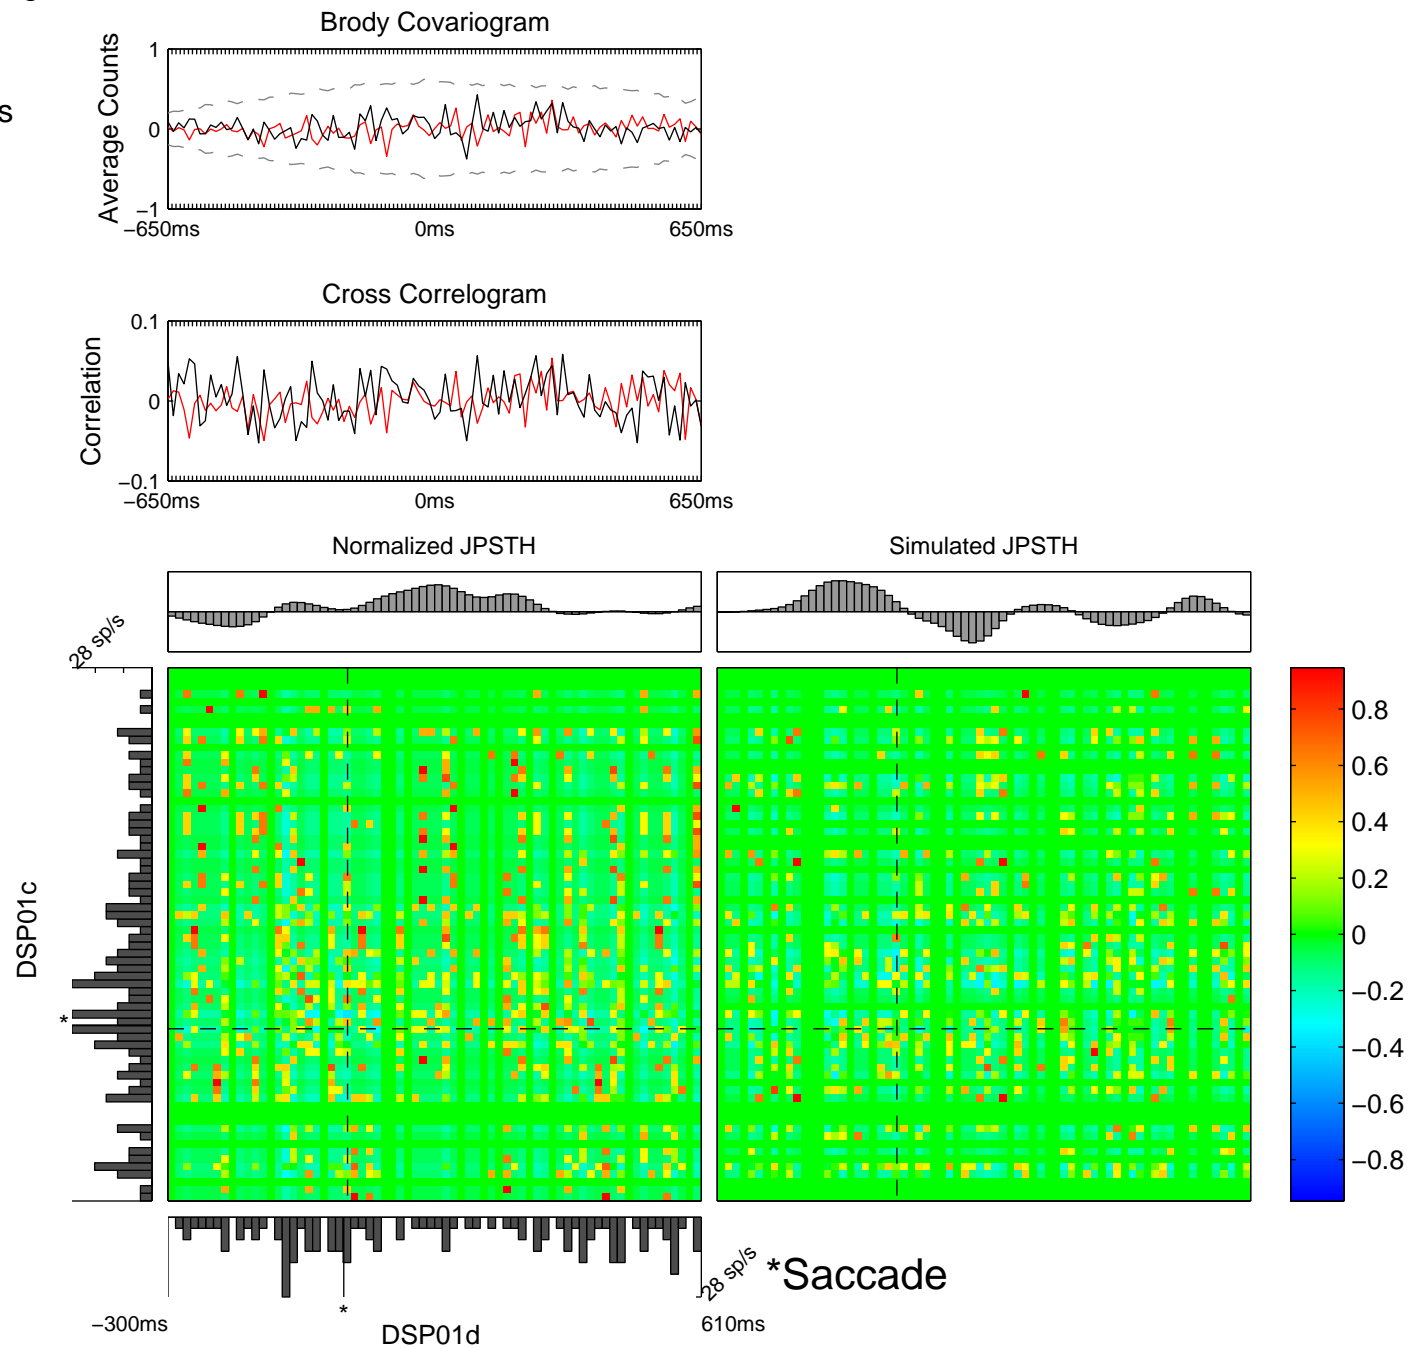 g
Brody Covariogram
s
Average Counts
1
0
−1
−650ms
0ms
650ms
Cross Correlogram
Correlation
0.1
0
−0.1
−650ms
0ms
650ms
Normalized JPSTH
Simulated JPSTH
28 sp/s
DSP01c
*
0.8
0.6
0.4
0.2
0
−0.2
−0.4
−0.6
−0.8
28 sp/s
*Saccade
*
−300ms
DSP01d
610ms